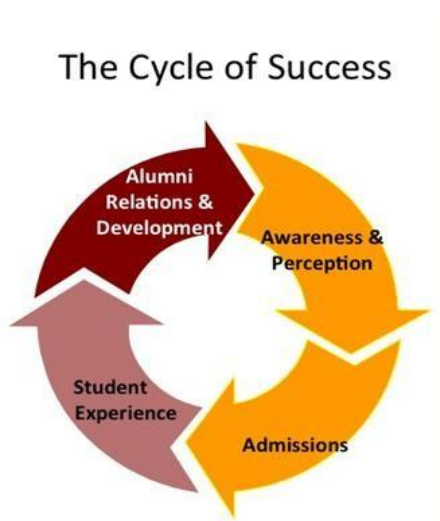 The Cycle of Success
Alumni
Relations &
Development
Awareness &
Perception
Admissions
Student
Experience